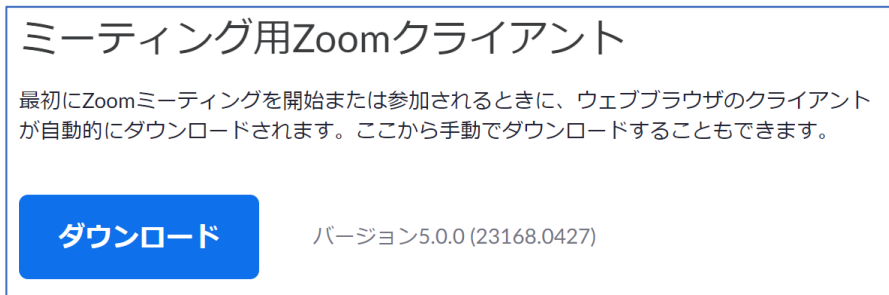 ミーティング用Zoomクライアント
最初にZoomミーティングを開始または参加されるときに、ウェブブラウザのクライアント
が自動的にダウンロードされます。ここから手動でダウンロードすることもできます。
ダウンロード
バージョン5.0.0 (23168.0427)